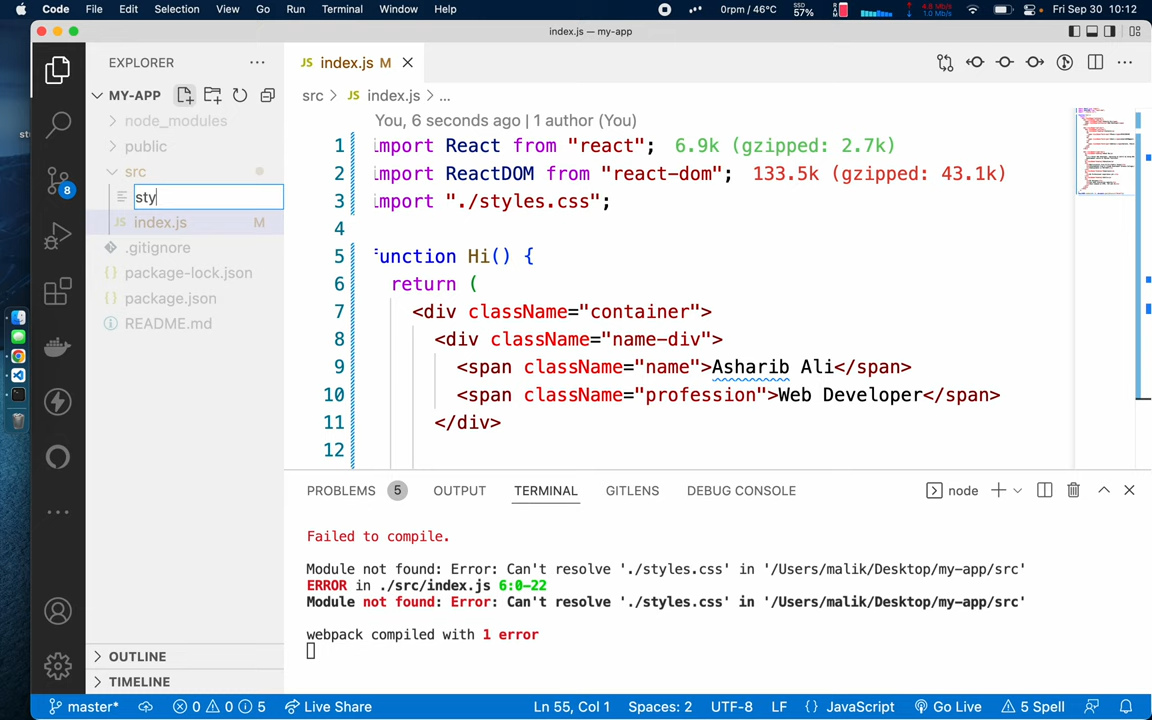 Code File Edit Selection View Go Run Terminal Window Help 0rpm / 46°C SSD 57% Fri Sep 30 10:12
index.js — my-app
EXPLORER
JS index.js M
MY-APP
src > JS index.js > ...
node_modules
You, 6 seconds ago | 1 author (You)
public
1 import React from "react"; 6.9k (gzipped: 2.7k)
src
2 import ReactDOM from "react-dom"; 133.5k (gzipped: 43.1k)
sty
3 import "./styles.css";
JS index.js M
4
.gitignore
5 function Hi() {
package-lock.json
6 return (
package.json
7 <div className="container">
README.md
8 <div className="name-div">
9 <span className="name">Asharib Ali</span>
10 <span className="profession">Web Developer</span>
11 </div>
12
8
PROBLEMS 5 OUTPUT TERMINAL GITLENS DEBUG CONSOLE node
Failed to compile.
Module not found: Error: Can't resolve './styles.css' in '/Users/malik/Desktop/my-app/src'
ERROR in ./src/index.js 6:0-22
Module not found: Error: Can't resolve './styles.css' in '/Users/malik/Desktop/my-app/src'
webpack compiled with 1 error
OUTLINE
TIMELINE
master* 0 0 5 Live Share Ln 55, Col 1 Spaces: 2 UTF-8 LF {} JavaScript Go Live 5 Spell